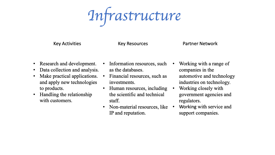 Infrastructure
Key Activities
• Research and development.
• Data collection and analysis.
• Make practical applications
and apply new technologies
to products.
• Handling the relationship
with customers.
Key Resources
• Information resources, such
as the databases.
• Financial resources, such as
investments.
• Human resources, including
the scientific and technical
staff.
• Non-material resources, like
IP and reputation.
Partner Network
• Working with a range of
companies in the
automotive and technology
industries on technology.
• Working closely with
government agencies and
regulators.
• Working with service and
support companies.